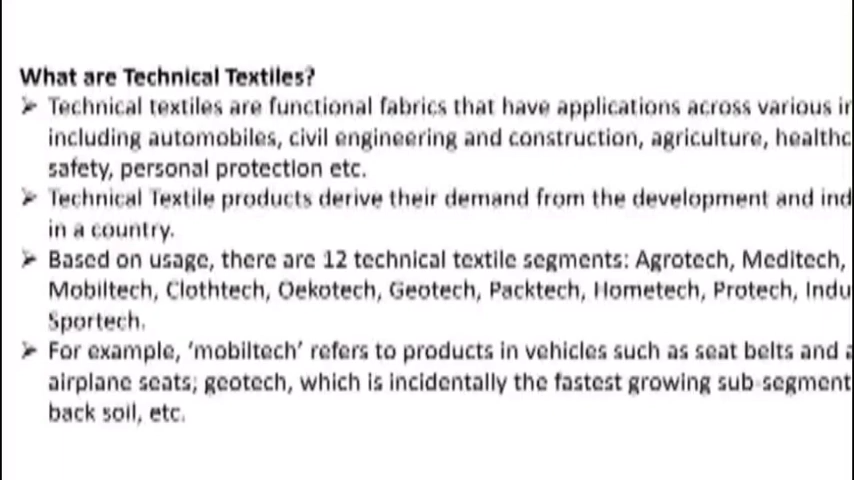 What are Technical Textiles?
➢ Technical textiles are functional fabrics that have applications across various in
including automobiles, civil engineering and construction, agriculture, healthc
safety, personal protection etc.
➢ Technical Textile products derive their demand from the development and ind
in a country.
➢ Based on usage, there are 12 technical textile segments: Agrotech, Meditech,
Mobiltech, Clothtech, Oekotech, Geotech, Packtech, Hometech, Protech, Indu
Sportech.
➢ For example, ‘mobiltech’ refers to products in vehicles such as seat belts and a
airplane seats; geotech, which is incidentally the fastest growing sub-segment
back soil, etc.